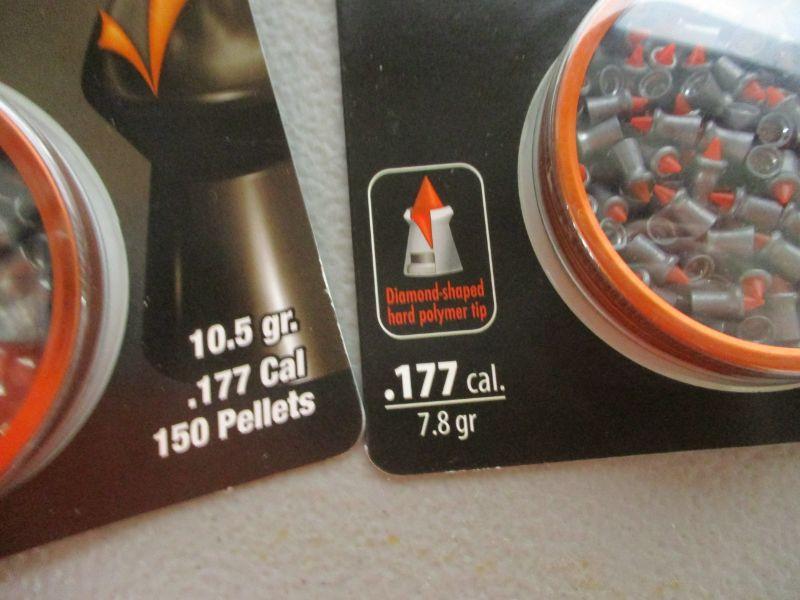 10.5 gr.
.177 Cal
150 Pellets
Diamond-shaped
hard polymer tip
.177 cal.
7.8 gr